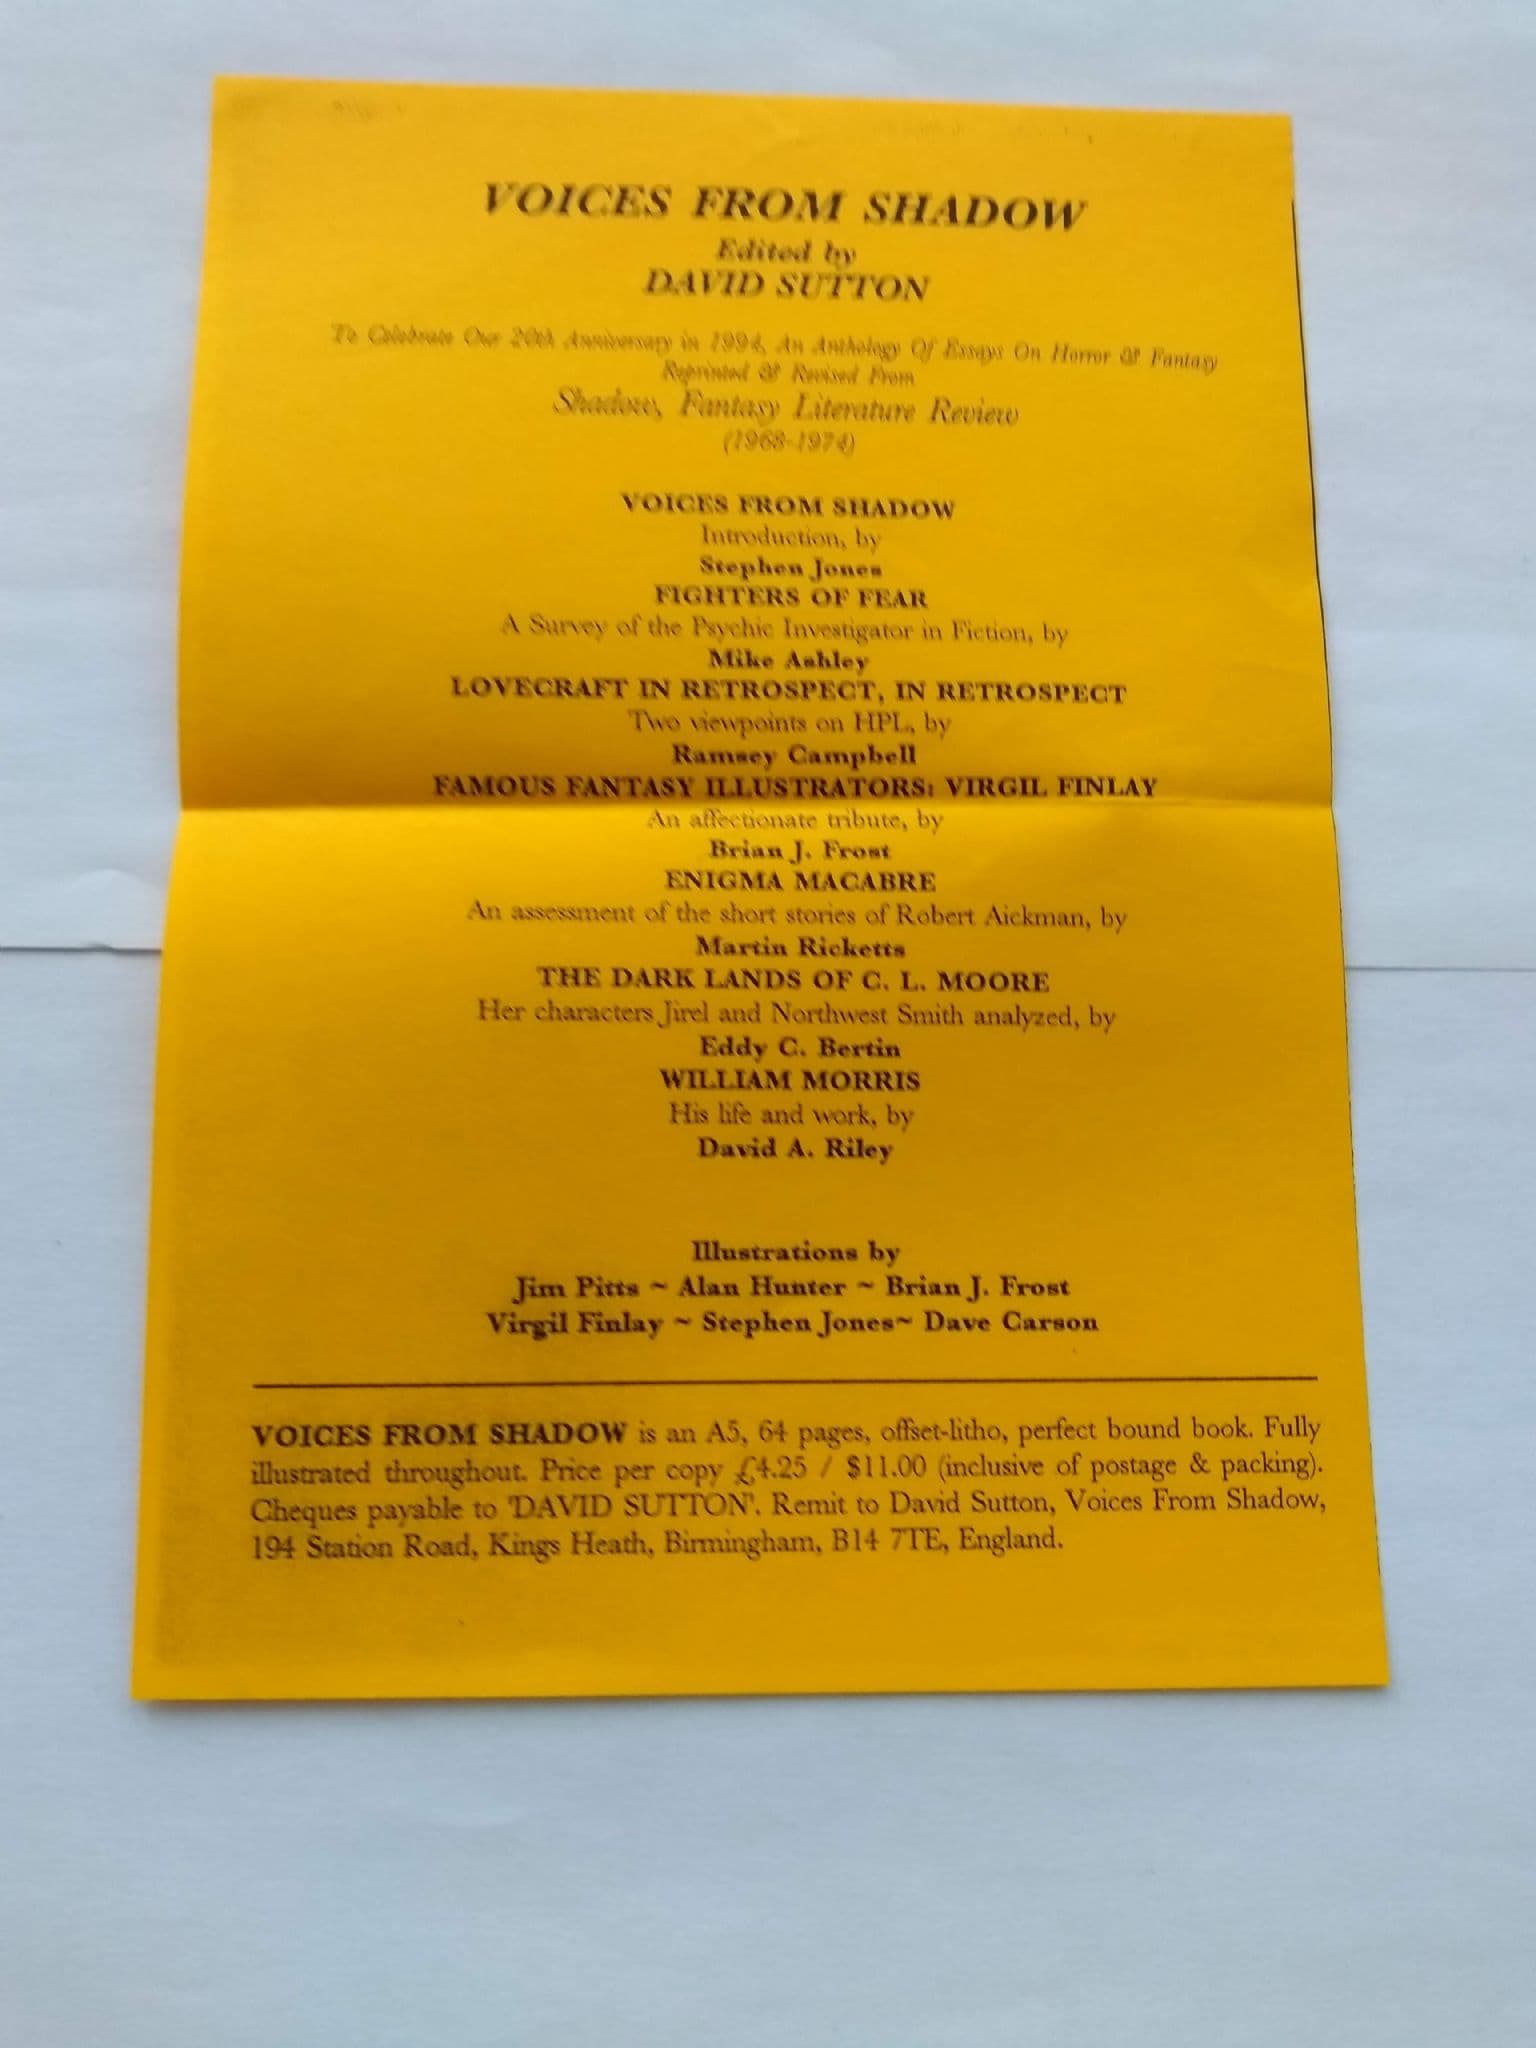 VOICES FROM SHADOW
Edited by
DAVID SUTTON
To Celebrate Our 20th Anniversary in 1994, An Anthology Of Essays On Horror & Fantasy
Reprinted & Revised From
Shadow, Fantasy Literature Review
(1968-1974)
VOICES FROM SHADOW
Introduction, by
Stephen Jones
FIGHTERS OF FEAR
A Survey of the Psychic Investigator in Fiction, by
Mike Ashley
LOVECRAFT IN RETROSPECT, IN RETROSPECT
Two viewpoints on HPL, by
Ramsey Campbell
FAMOUS FANTASY ILLUSTRATORS: VIRGIL FINLAY
An affectionate tribute, by
Brian J. Frost
ENIGMA MACABRE
An assessment of the short stories of Robert Aickman, by
Martin Ricketts
THE DARK LANDS OF C. L. MOORE
Her characters Jirel and Northwest Smith analyzed, by
Eddy C. Bertin
WILLIAM MORRIS
His life and work, by
David A. Riley
Illustrations by
Jim Pitts ~ Alan Hunter ~ Brian J. Frost
Virgil Finlay ~ Stephen Jones~ Dave Carson
VOICES FROM SHADOW is an A5, 64 pages, offset-litho, perfect bound book. Fully
illustrated throughout. Price per copy £4.25 / $11.00 (inclusive of postage & packing).
Cheques payable to 'DAVID SUTTON'. Remit to David Sutton, Voices From Shadow,
194 Station Road, Kings Heath, Birmingham, B14 7TE, England.